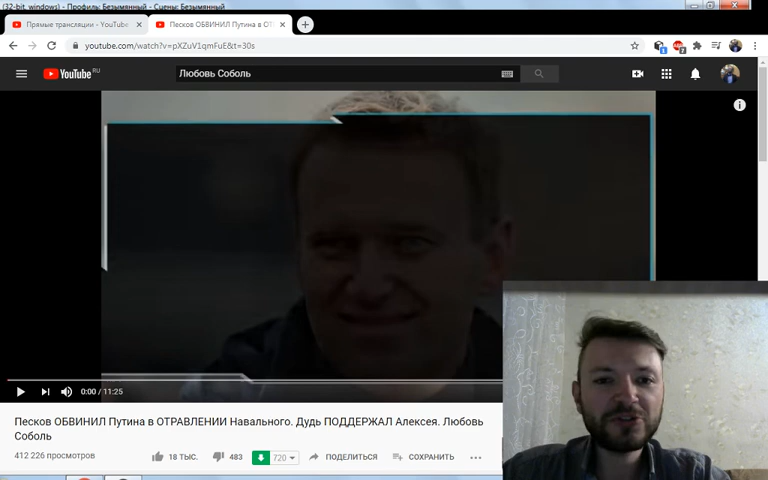 (32-bit, windows) - Профиль: Безымянный - Сцены: Безымянный
Прямые трансляции - YouTube
Песков ОБВИНИЛ Путина в ОТ
youtube.com/watch?v=pXZuV1qmFuE&t=30s
YouTube RU
Любовь Соболь
0:00 / 11:25
Песков ОБВИНИЛ Путина в ОТРАВЛЕНИИ Навального. Дудь ПОДДЕРЖАЛ Алексея. Любовь
Соболь
412 226 просмотров
18 ТЫС.
483
720
ПОДЕЛИТЬСЯ
СОХРАНИТЬ